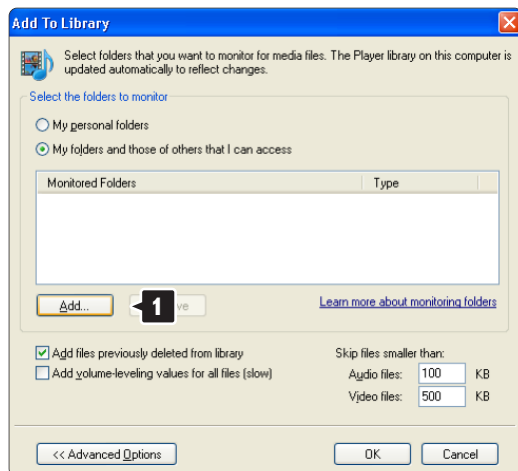 Add To Library
Select folders that you want to monitor for media files. The Player library on this computer is
updated automatically to reflect changes.
Select the folders to monitor
My personal folders
My folders and those of others that I can access
Monitored Folders Type
Add... 1
Learn more about monitoring folders
Add files previously deleted from library
Add volume-leveling values for all files (slow)
Skip files smaller than:
Audio files: 100 KB
Video files: 500 KB
<< Advanced Options OK Cancel